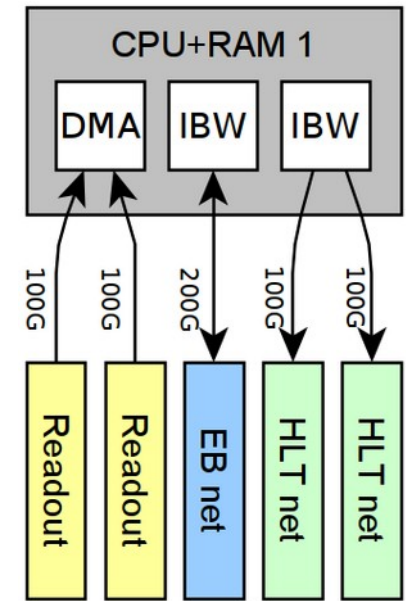 CPU+RAM 1
DMA
IBW
IBW
100G
100G
200G
100G
100G
Readout
Readout
EB net
HLT net
HLT net